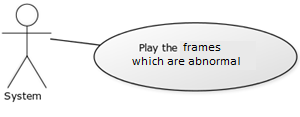 Play the frames
which are abnormal
System